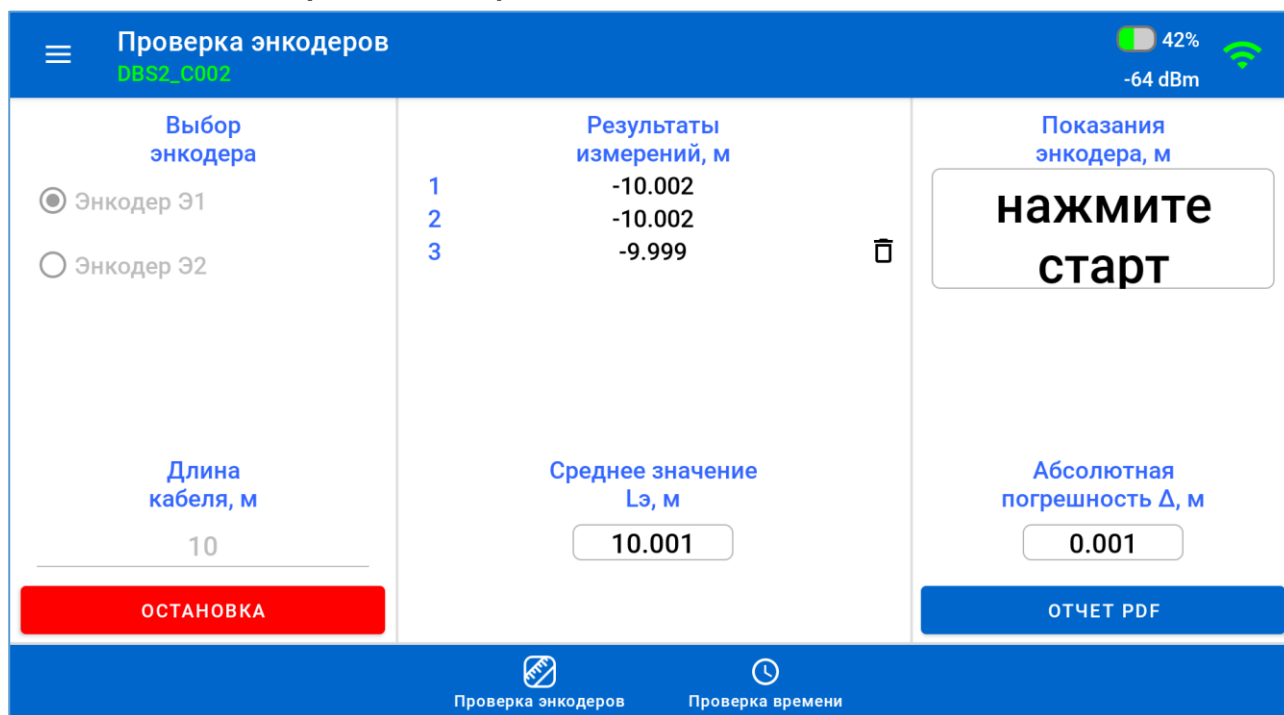 Проверка энкодеров
DBS2_C002
42%
-64 dBm
Выбор
энкодера
Энкодер Э1
Энкодер Э2
Длина
кабеля, м
10
ОСТАНОВКА
Результаты
измерений, м
1 -10.002
2 -10.002
3 -9.999
Среднее значение
Lэ, м
10.001
Показания
энкодера, м
нажмите
старт
Абсолютная
погрешность Δ, м
0.001
ОТЧЕТ PDF
Проверка энкодеров
Проверка времени